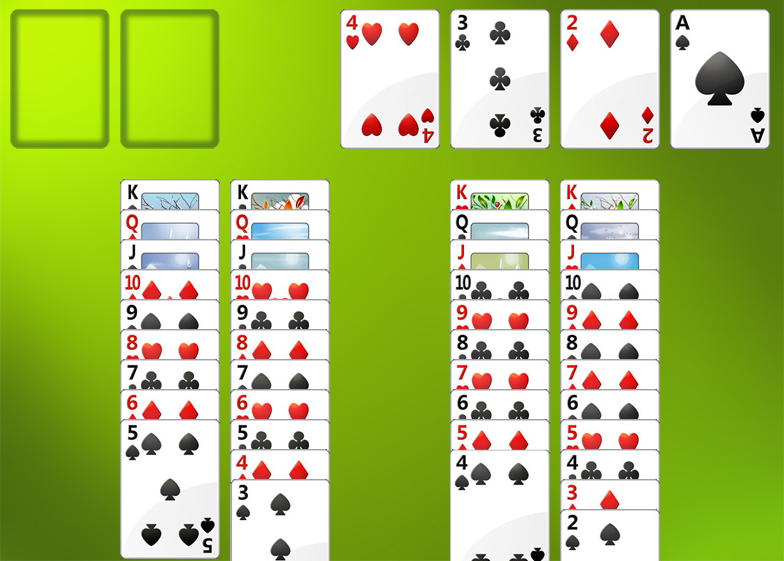 4 3 2 A
4 3 2 A
K K K K
Q Q Q Q
J J J J
10 10 10 10
9 9 9 9
8 8 8 8
7 7 7 7
6 6 6 6
5 5 5 5
4 4 4
3 3
5 2